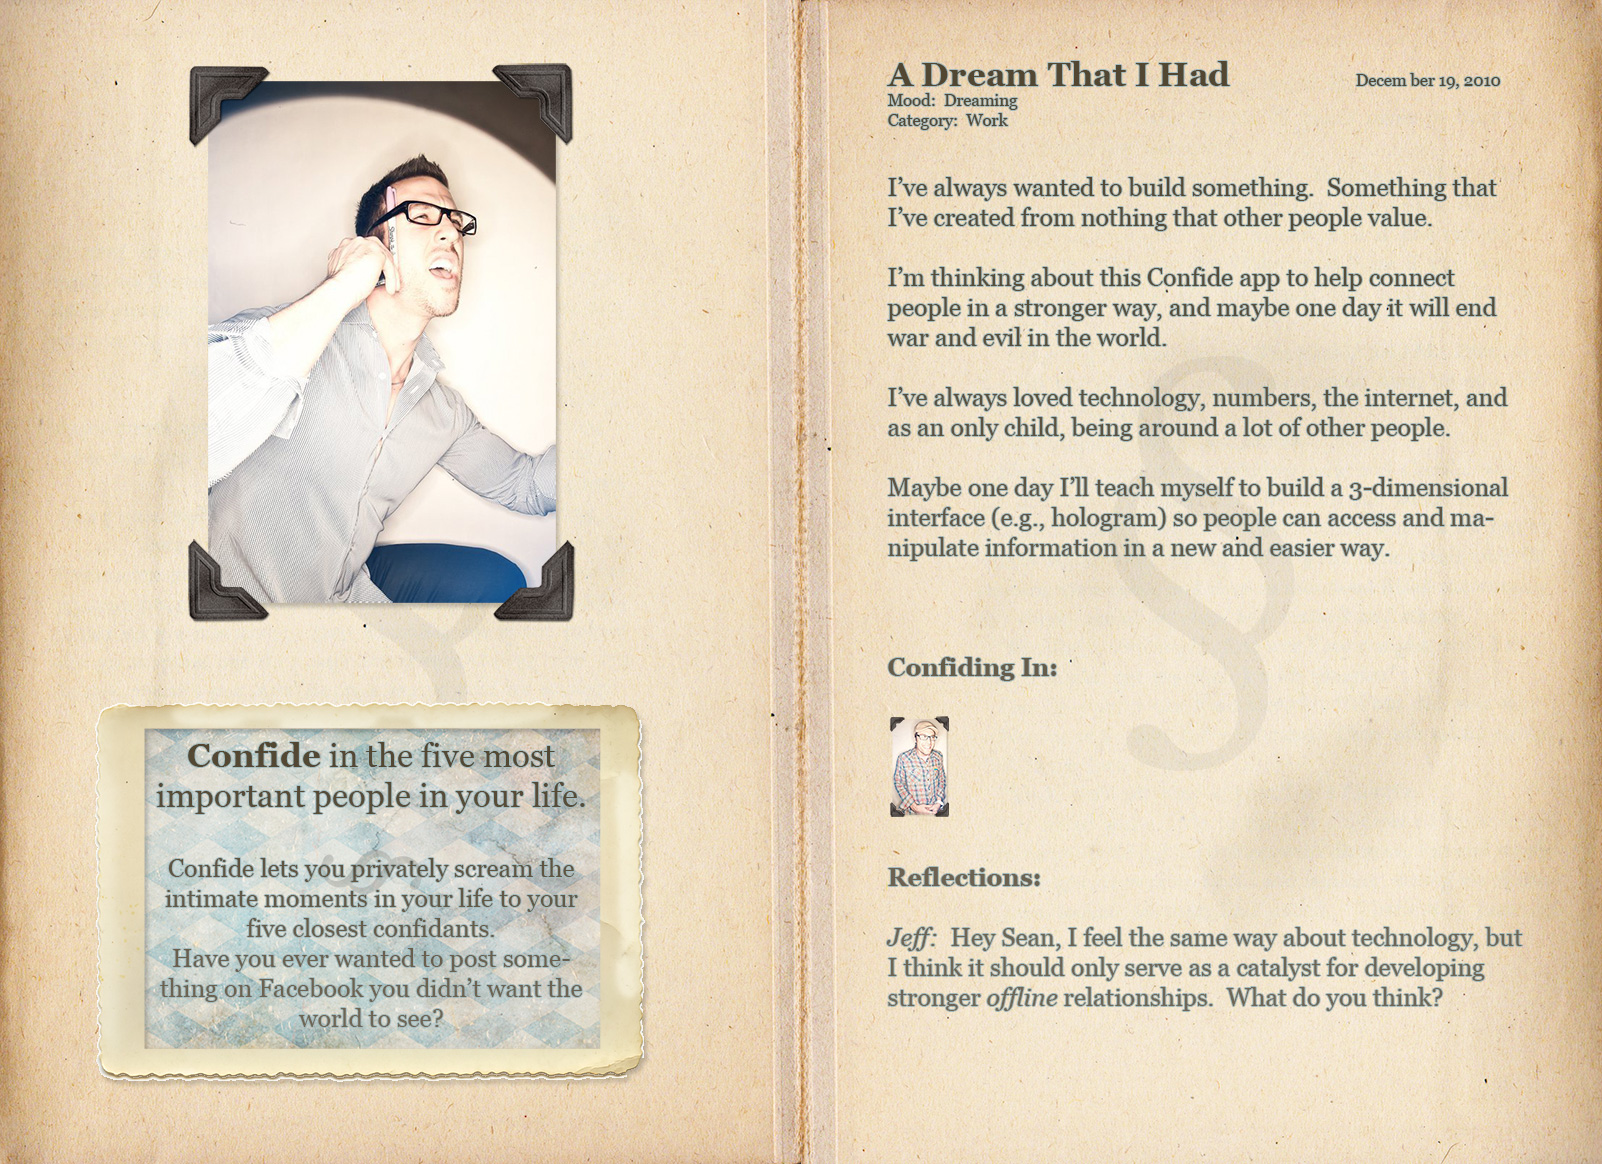 Confide in the five most
important people in your life.
Confide lets you privately scream the
intimate moments in your life to your
five closest confidants.
Have you ever wanted to post some-
thing on Facebook you didn't want the
world to see?
A Dream That I Had
Decem ber 19, 2010
Mood:  Dreaming
Category:  Work
I've always wanted to build something.  Something that
I've created from nothing that other people value.
I'm thinking about this Confide app to help connect
people in a stronger way, and maybe one day it will end
war and evil in the world.
I've always loved technology, numbers, the internet, and
as an only child, being around a lot of other people.
Maybe one day I'll teach myself to build a 3-dimensional
interface (e.g., hologram) so people can access and ma-
nipulate information in a new and easier way.
Confiding In:
Reflections:
Jeff:  Hey Sean, I feel the same way about technology, but
I think it should only serve as a catalyst for developing
stronger offline relationships.  What do you think?